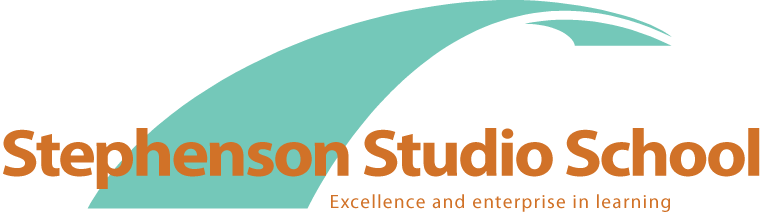 Stephenson Studio School
Excellence and enterprise in learning